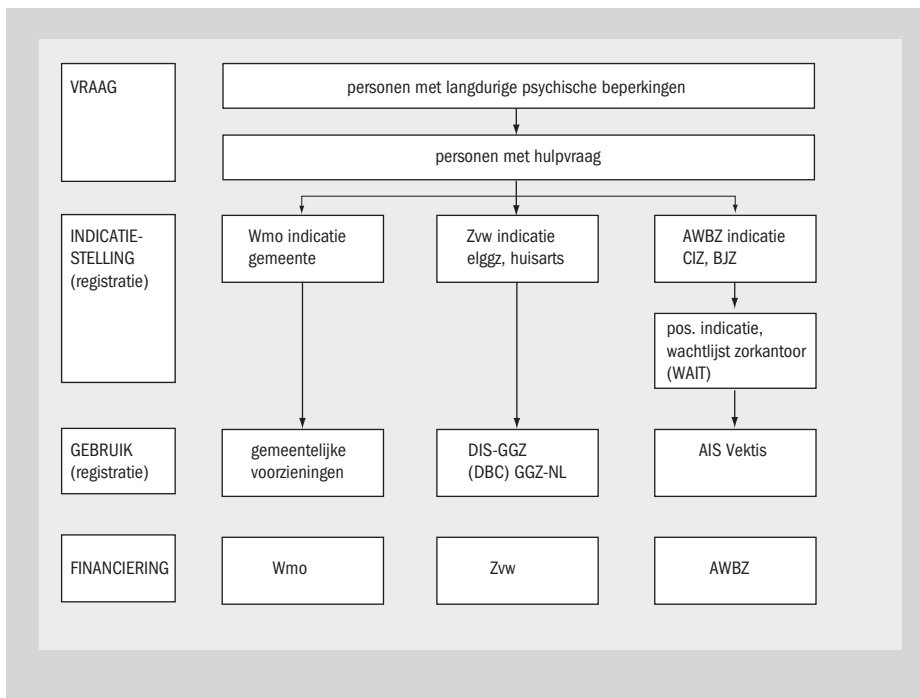 VRAAG
personen met langdurige psychische beperkingen
personen met hulpvraag
INDICATIE-
STELLING
(registratie)
Wmo indicatie
gemeente
Zvw indicatie
elggz, huisarts
AWBZ indicatie
CIZ, BJZ
pos. indicatie,
wachtlijst zorkantoor
(WAIT)
GEBRUIK
(registratie)
gemeentelijke
voorzieningen
DIS-GGZ
(DBC) GGZ-NL
AIS Vektis
FINANCIERING
Wmo
Zvw
AWBZ